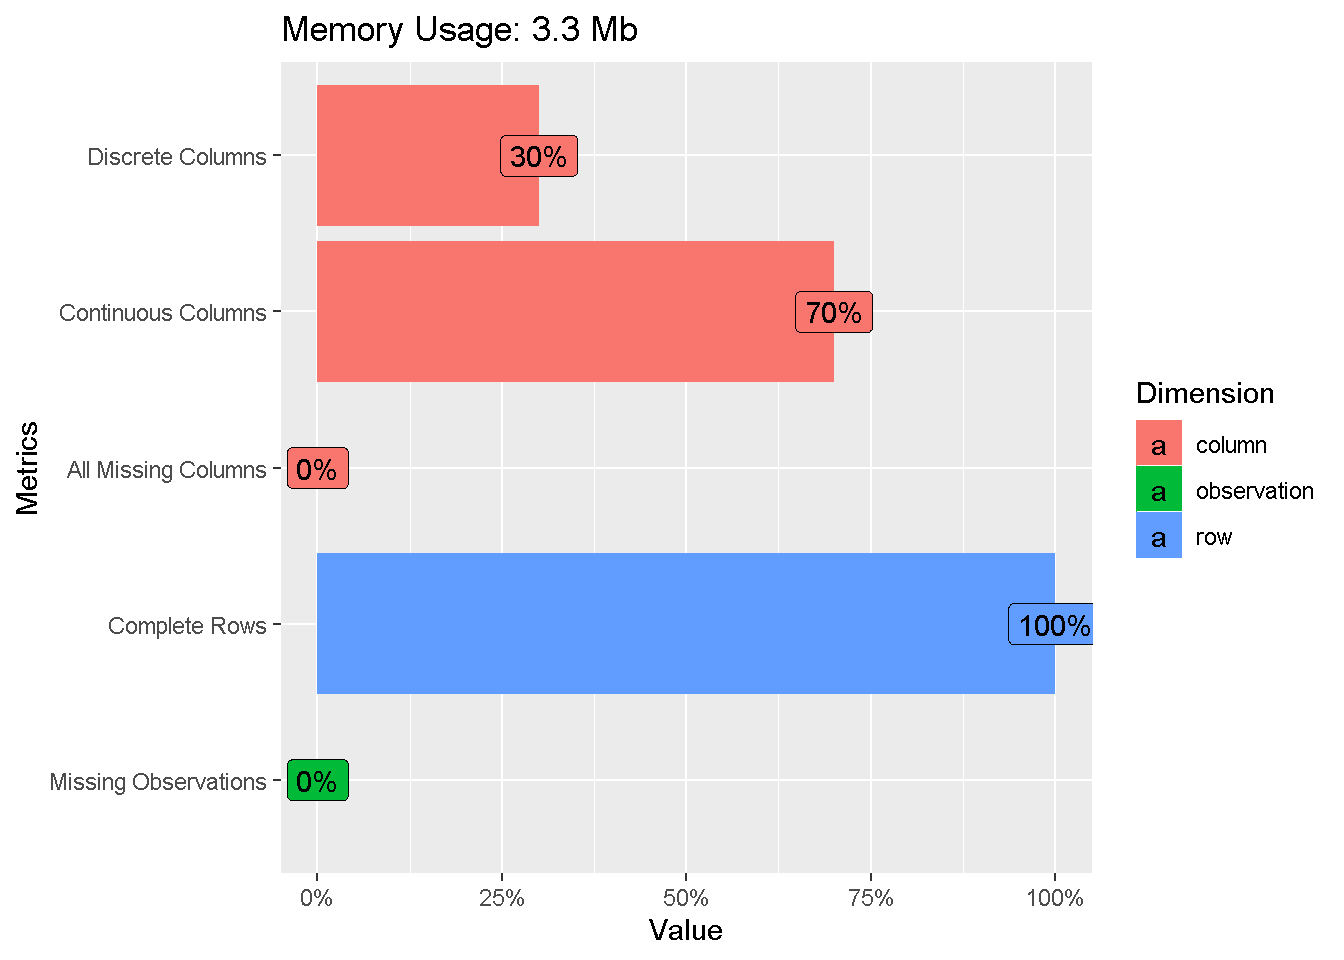 Memory Usage: 3.3 Mb
Discrete Columns
30%
Continuous Columns
70%
All Missing Columns
0%
Complete Rows
100%
Missing Observations
0%
Metrics
0%
25%
50%
75%
100%
Value
Dimension
a column
a observation
a row